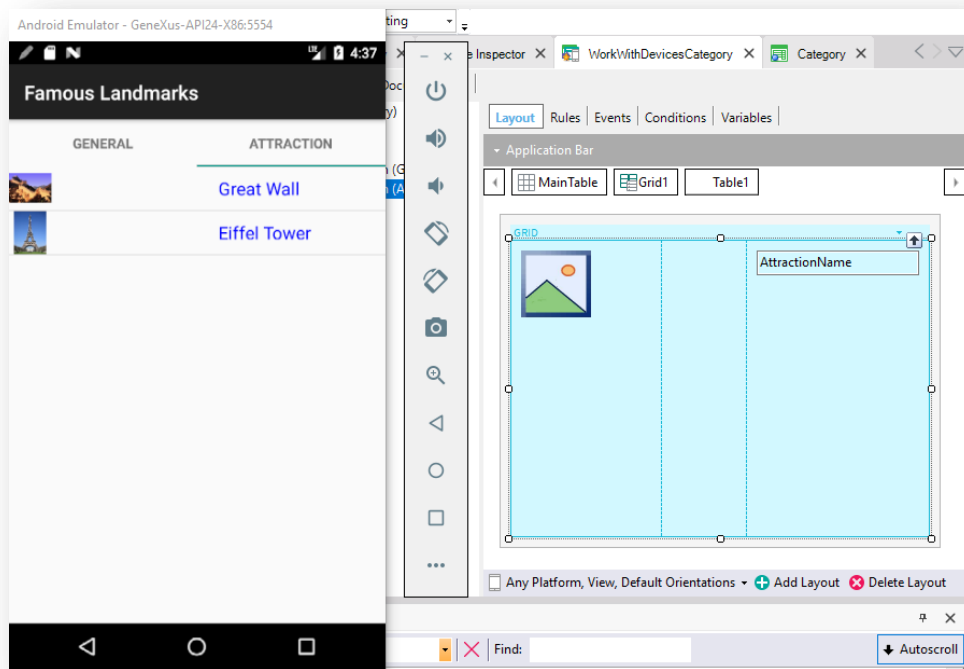 Android Emulator - GeneXus-API24-X86:5554
LTE 4:37
Famous Landmarks
GENERAL ATTRACTION
Great Wall
Eiffel Tower
ting
e Inspector WorkWithDevicesCategory Category
Doc
y)
Layout Rules Events Conditions Variables
Application Bar
n (G
n (A
MainTable Grid1 Table1
GRID
AttractionName
Any Platform, View, Default Orientations Add Layout Delete Layout
Find: Autoscroll